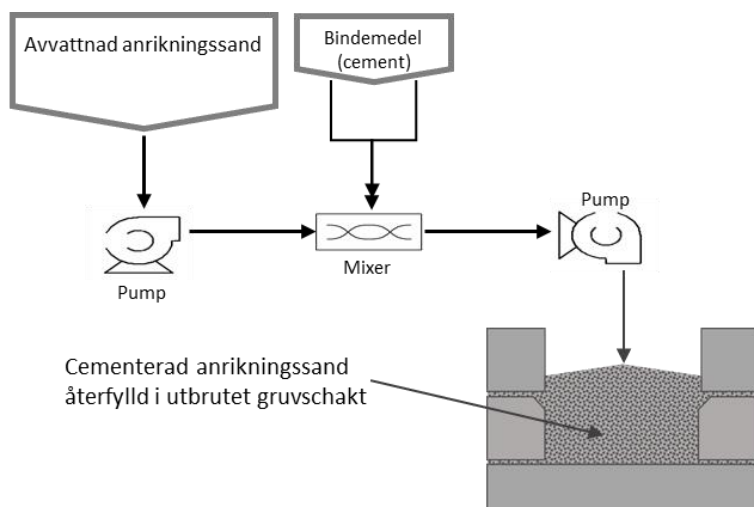 Avvattnad anrikningssand
Bindemedel
(cement)
Pump
Pump
Mixer
Cementerad anrikningssand
återfylld i utbrutet gruvschakt